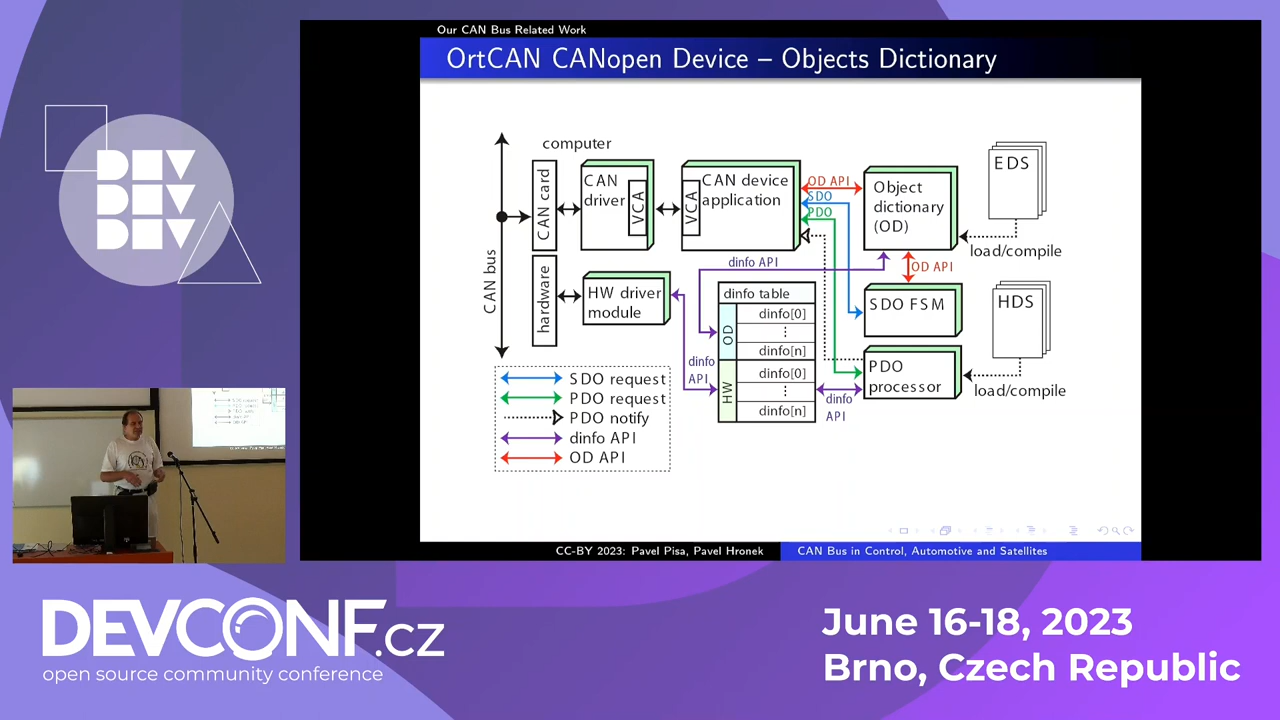 Our CAN Bus Related Work
OrtCAN CANopen Device – Objects Dictionary
computer
CAN bus
CAN card
CAN
driver
VCA
VCA
CAN device
application
OD API
SDO
PDO
Object
dictionary
(OD)
EDS
load/compile
hardware
HW driver
module
dinfo API
dinfo table
OD
dinfo[0]
dinfo[n]
HW
dinfo[0]
dinfo[n]
dinfo
API
dinfo
API
OD API
SDO FSM
PDO
processor
HDS
load/compile
SDO request
PDO request
PDO notify
dinfo API
OD API
CC-BY 2023: Pavel Pisa, Pavel Hronek
CAN Bus in Control, Automotive and Satellites
DEV
DEV
DEV
DEVCONF.cz
open source community conference
June 16-18, 2023
Brno, Czech Republic